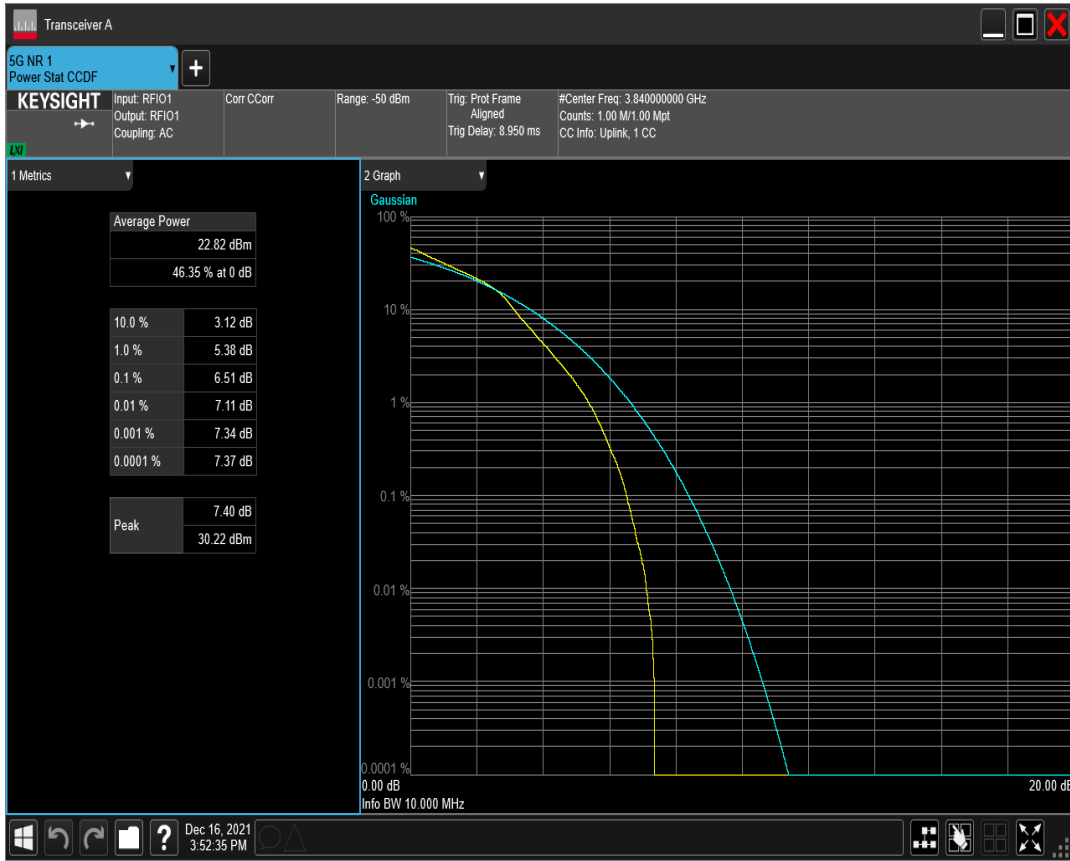 Transceiver A
5G NR 1
Power Stat CCDF
+
KEYSIGHT
LXI
Input: RFIO1
Output: RFIO1
Coupling: AC
Corr CCorr
Range: -50 dBm
Trig: Prot Frame
Aligned
Trig Delay: 8.950 ms
#Center Freq: 3.840000000 GHz
Counts: 1.00 M/1.00 Mpt
CC Info: Uplink, 1 CC
1 Metrics
Average Power
22.82 dBm
46.35 % at 0 dB
10.0 % 3.12 dB
1.0 % 5.38 dB
0.1 % 6.51 dB
0.01 % 7.11 dB
0.001 % 7.34 dB
0.0001 % 7.37 dB
Peak
7.40 dB
30.22 dBm
2 Graph
Gaussian
100 %
10 %
1 %
0.1 %
0.01 %
0.001 %
0.0001 %
0.00 dB 20.00 dB
Info BW 10.000 MHz
?
Dec 16, 2021
3:52:35 PM